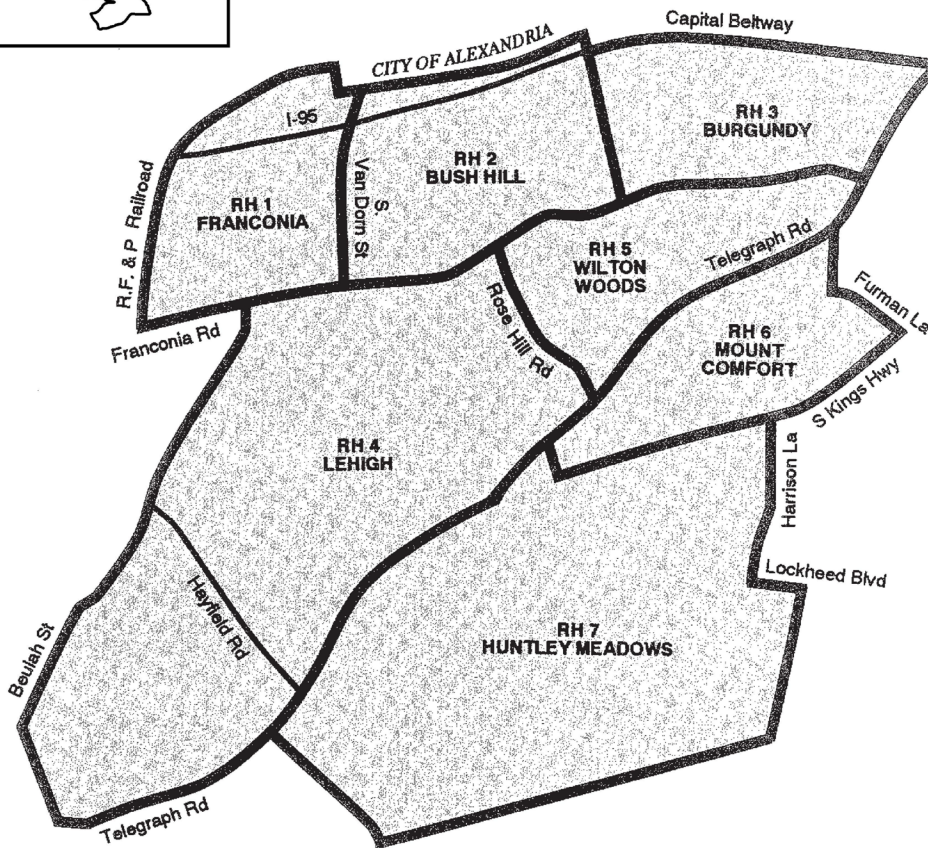 Capital Beltway
CITY OF ALEXANDRIA
I-95
RH 3
BURGUNDY
RH 2
BUSH HILL
R.F. & P Railroad
S.
Van Dorn St
RH 1
FRANCONIA
Telegraph Rd
RH 5
WILTON
WOODS
Furman La
Franconia Rd
Rose Hill Rd
RH 6
MOUNT
COMFORT
S Kings Hwy
RH 4
LEHIGH
Harrison La
Lockheed Blvd
Hayfield Rd
RH 7
HUNTLEY MEADOWS
Beulah St
Telegraph Rd